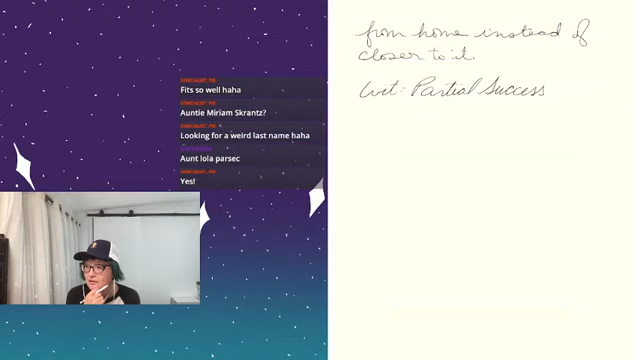 Fits so well haha
Auntie Miriam Skrantz?
Looking for a weird last name haha
Aunt lola parsec
Yes!
from home instead of
closer to it.
Wit: Partial Success